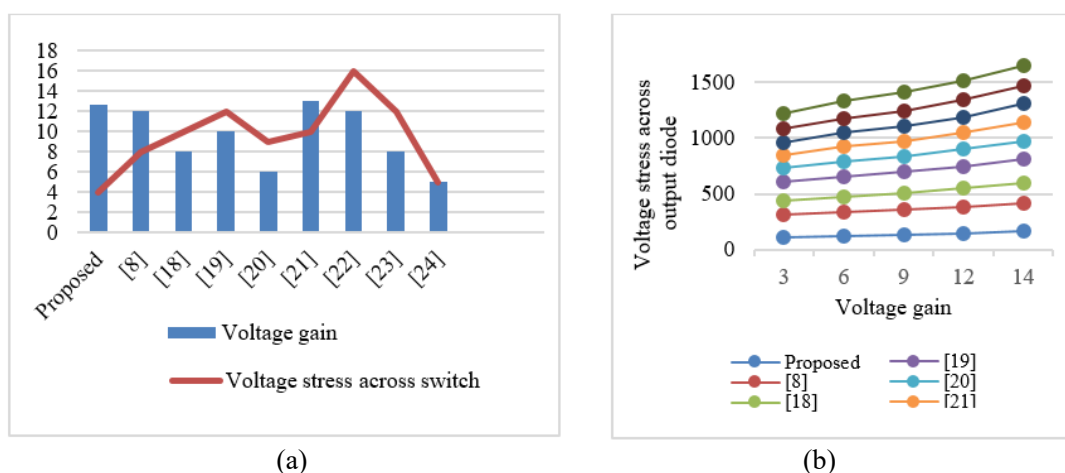 18
16
14
12
10
8
6
4
2
0
Proposed
[8]
[18]
[19]
[20]
[21]
[22]
[23]
[24]
Voltage gain
Voltage stress across switch
(a)
Voltage stress across
output diode
1500
1000
500
0
3 6 9 12 14
Voltage gain
Proposed [19]
[8] [20]
[18] [21]
(b)